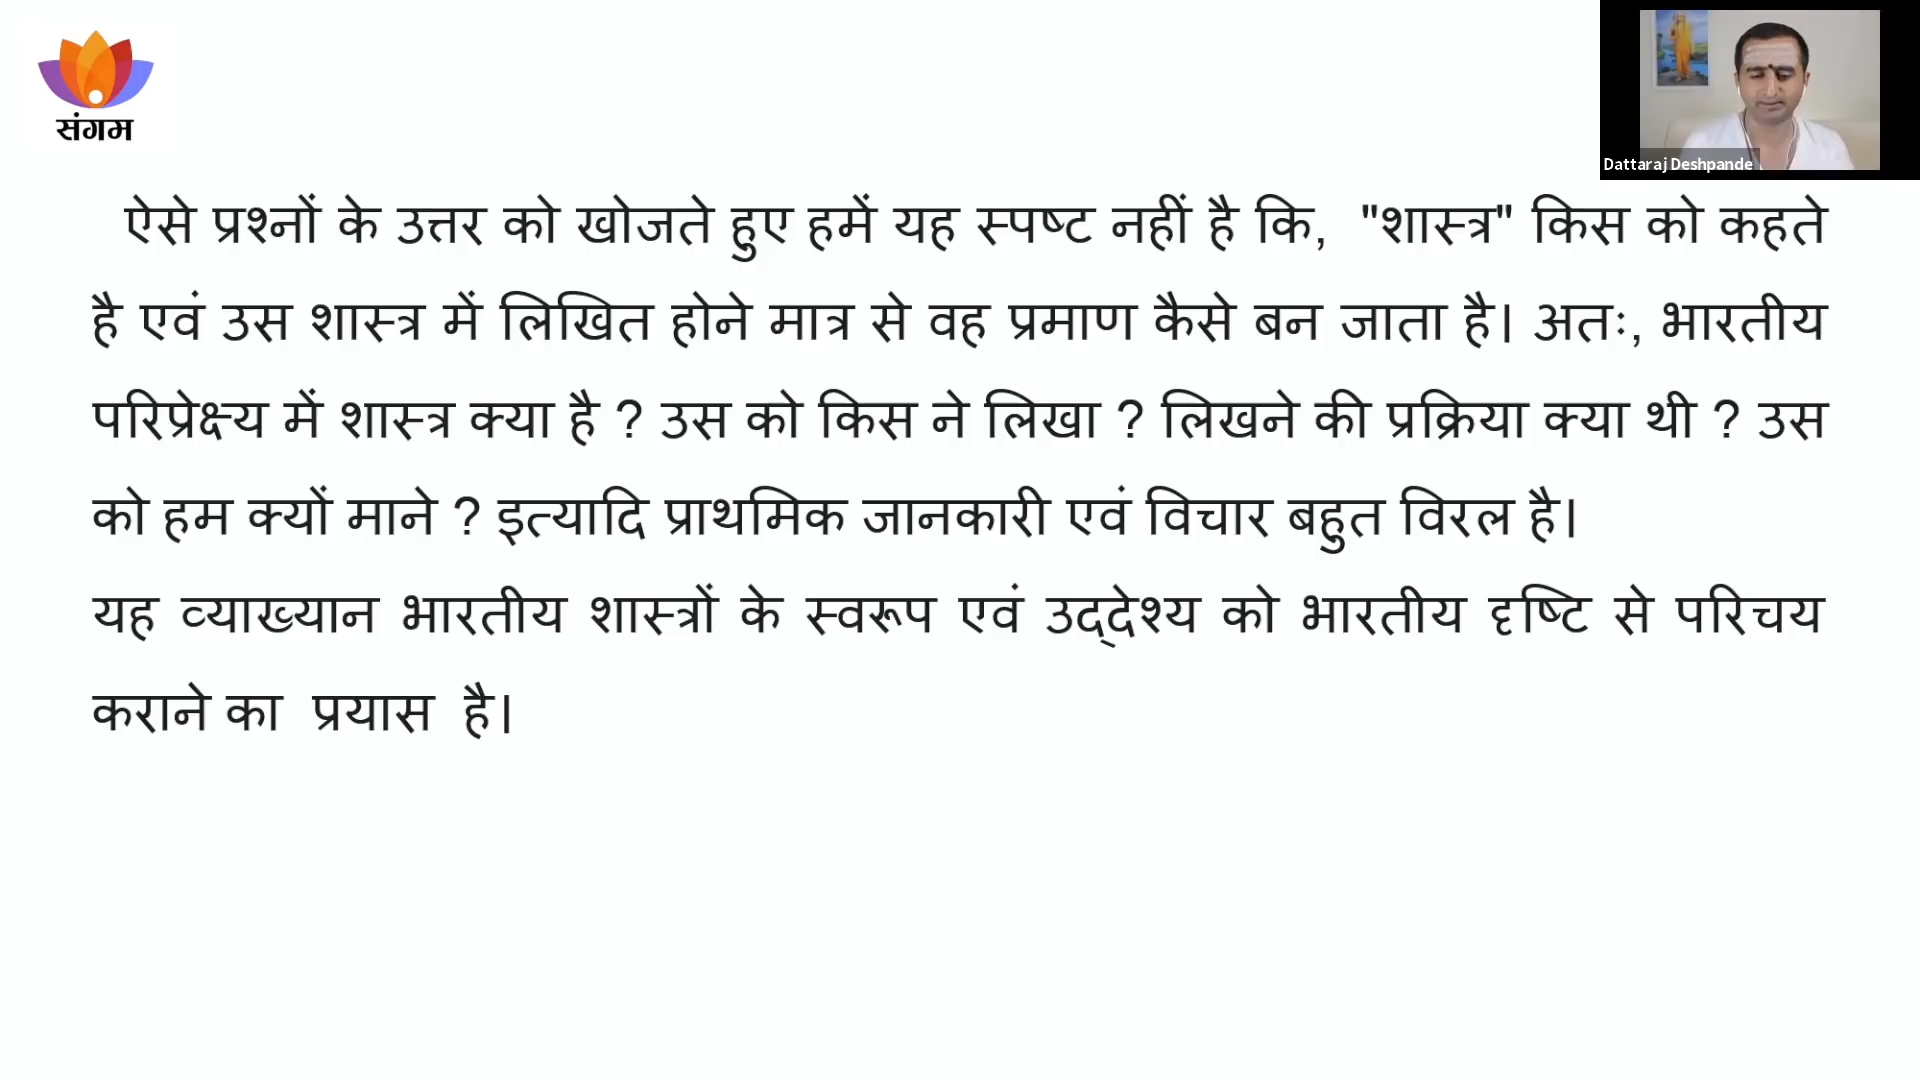 संगम
Dattaraj Deshpande
ऐसे प्रश्नों के उत्तर को खोजते हुए हमें यह स्पष्ट नहीं है कि, "शास्त्र" किस को कहते
है एवं उस शास्त्र में लिखित होने मात्र से वह प्रमाण कैसे बन जाता है। अतः, भारतीय
परिप्रेक्ष्य में शास्त्र क्या है ? उस को किस ने लिखा ? लिखने की प्रक्रिया क्या थी ? उस
को हम क्यों माने ? इत्यादि प्राथमिक जानकारी एवं विचार बहुत विरल है।
यह व्याख्यान भारतीय शास्त्रों के स्वरूप एवं उद्‌देश्य को भारतीय दृष्टि से परिचय
कराने का प्रयास है।